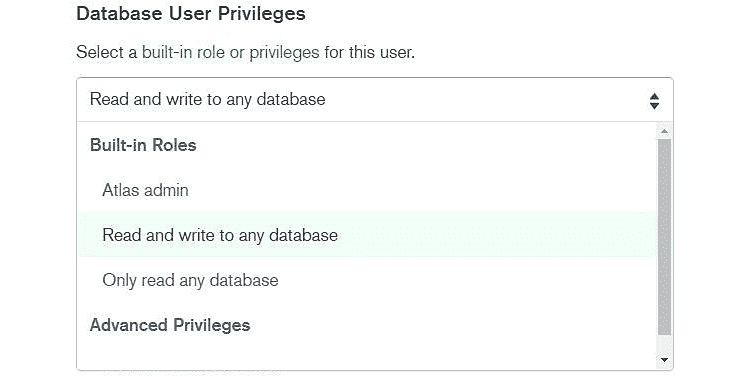 Database User Privileges
Select a built-in role or privileges for this user.
Read and write to any database
Built-in Roles
Atlas admin
Read and write to any database
Only read any database
Advanced Privileges